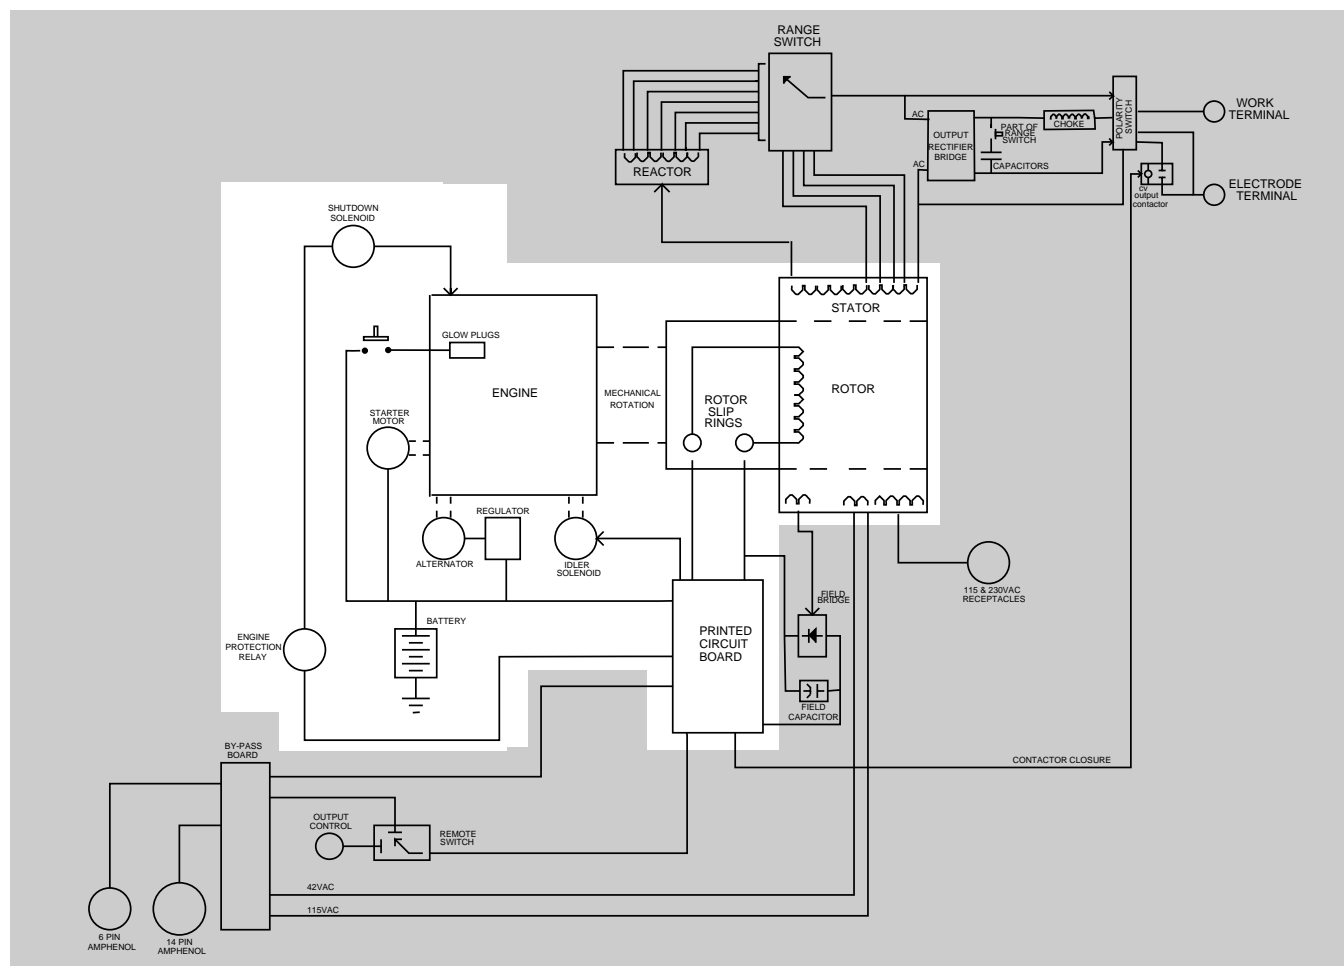 RANGE
SWITCH
WORK
TERMINAL
POLARITY
SWITCH
AC
CHOKE
PART OF
RANGE
SWITCH
OUTPUT
RECTIFIER
BRIDGE
AC
CAPACITORS
REACTOR
ELECTRODE
TERMINAL
cv
output
contactor
SHUTDOWN
SOLENOID
STATOR
GLOW PLUGS
ENGINE
MECHANICAL
ROTATION
ROTOR
ROTOR
SLIP
RINGS
STARTER
MOTOR
REGULATOR
ALTERNATOR
IDLER
SOLENOID
115 & 230VAC
RECEPTACLES
FIELD
BRIDGE
BATTERY
ENGINE
PROTECTION
RELAY
PRINTED
CIRCUIT
BOARD
FIELD
CAPACITOR
BY-PASS
BOARD
CONTACTOR CLOSURE
OUTPUT
CONTROL
REMOTE
SWITCH
42VAC
115VAC
6 PIN
AMPHENOL
14 PIN
AMPHENOL